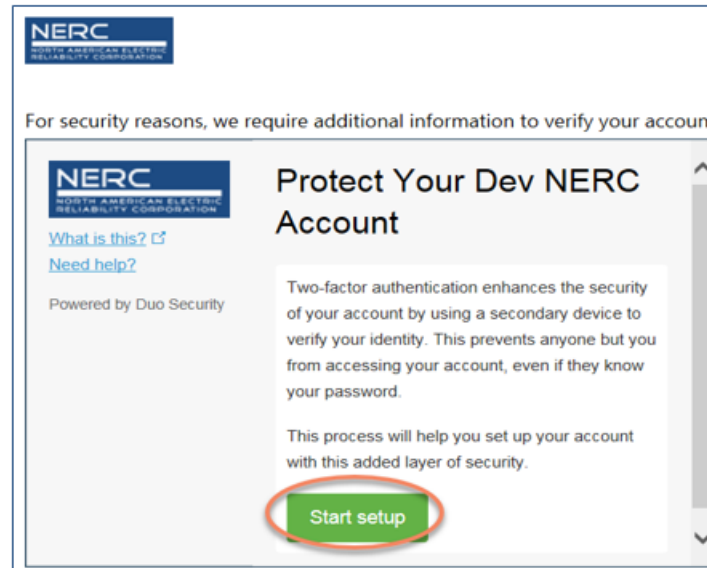 NERC
NORTH AMERICAN ELECTRIC
RELIABILITY CORPORATION
For security reasons, we require additional information to verify your accoun
NERC
NORTH AMERICAN ELECTRIC
RELIABILITY CORPORATION
What is this?
Need help?
Powered by Duo Security
Protect Your Dev NERC
Account
Two-factor authentication enhances the security
of your account by using a secondary device to
verify your identity. This prevents anyone but you
from accessing your account, even if they know
your password.
This process will help you set up your account
with this added layer of security.
Start setup